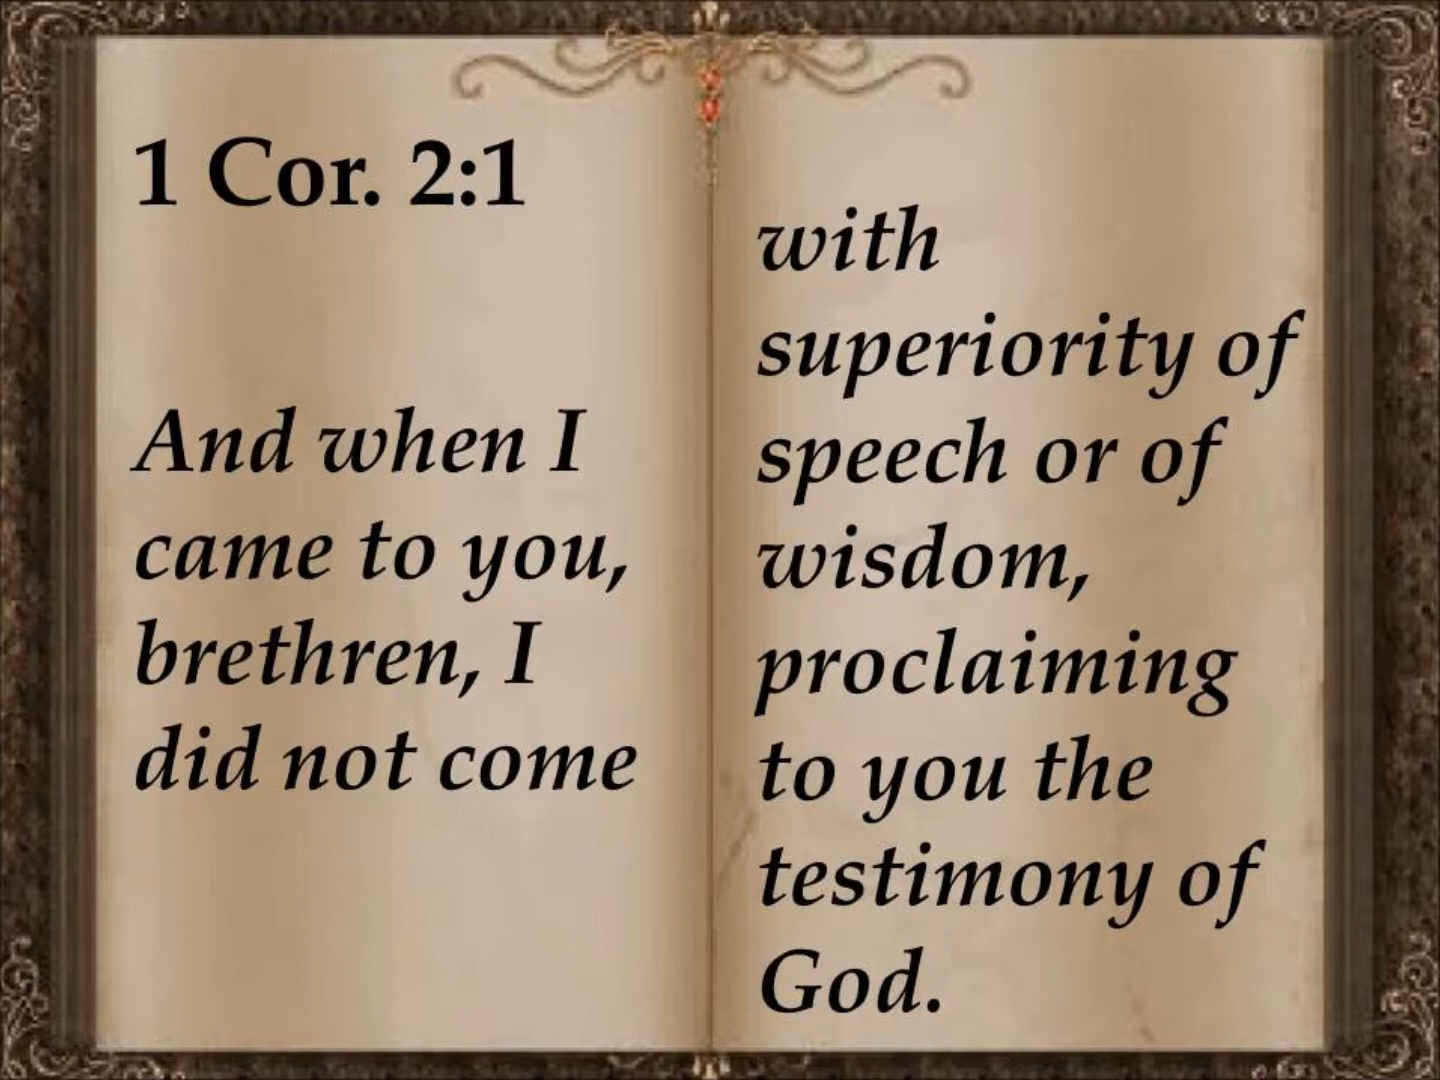 1 Cor. 2:1
And when I
came to you,
brethren, I
did not come
with
superiority of
speech or of
wisdom,
proclaiming
to you the
testimony of
God.